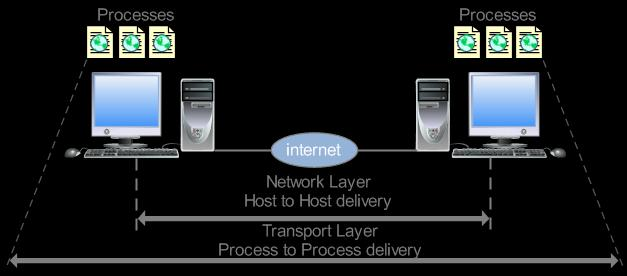 Processes
Processes
internet
Network Layer
Host to Host delivery
Transport Layer
Process to Process delivery